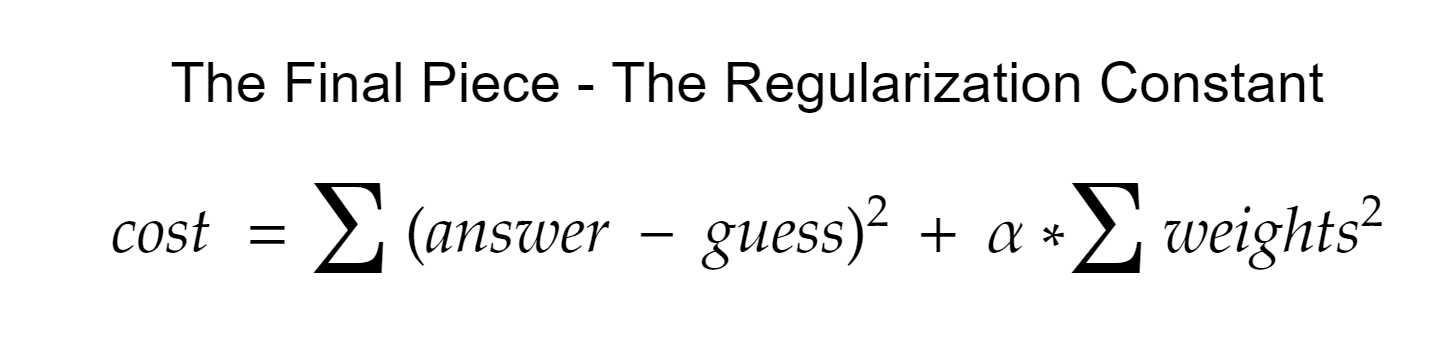 The Final Piece - The Regularization Constant
cost = ∑ (answer − guess)² + α * ∑ weights²